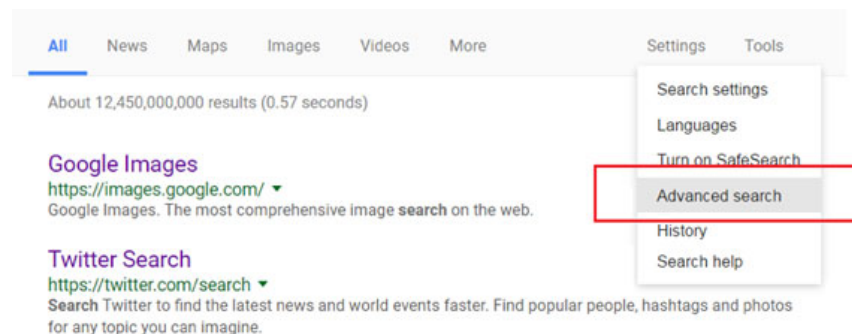 All News Maps Images Videos More Settings Tools
About 12,450,000,000 results (0.57 seconds)
Search settings
Languages
Turn on SafeSearch
Advanced search
History
Search help
Google Images
https://images.google.com/
Google Images. The most comprehensive image search on the web.
Twitter Search
https://twitter.com/search
Search Twitter to find the latest news and world events faster. Find popular people, hashtags and photos
for any topic you can imagine.